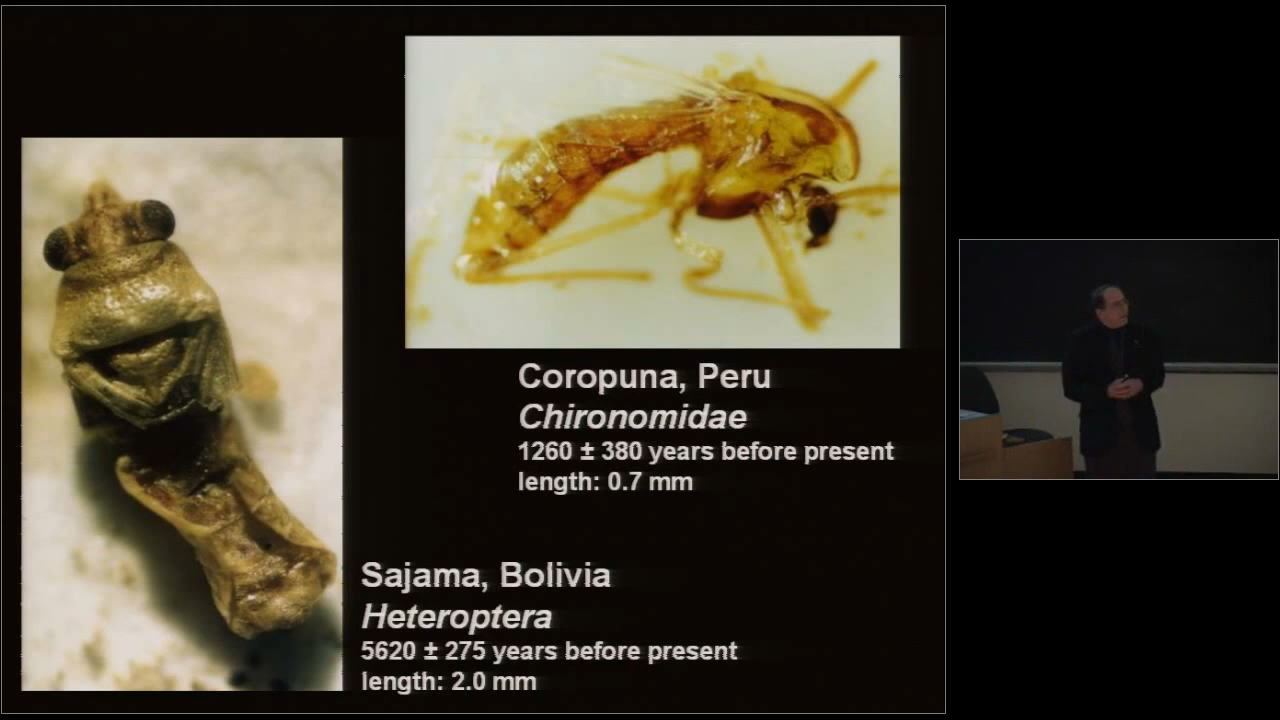 Coropuna, Peru
Chironomidae
1260 ± 380 years before present
length: 0.7 mm
Sajama, Bolivia
Heteroptera
5620 ± 275 years before present
length: 2.0 mm